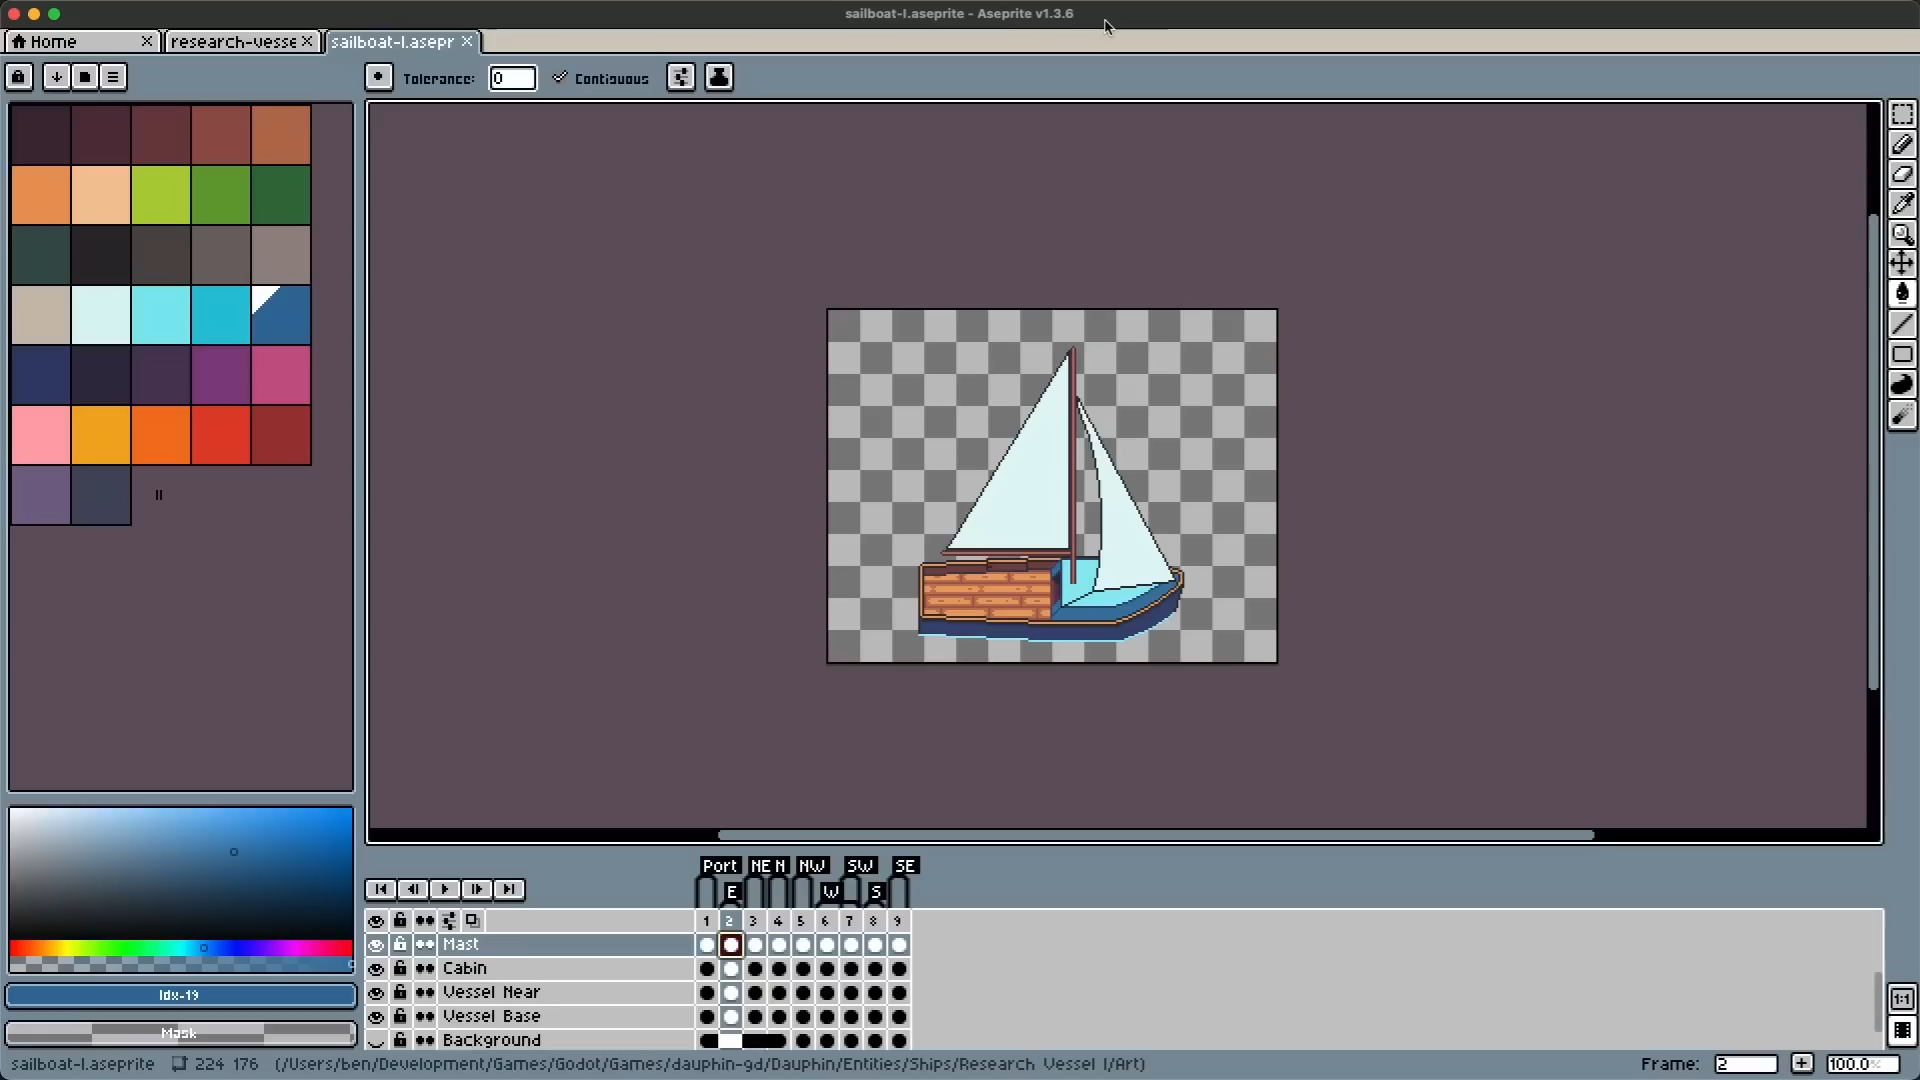 sailboat-I.aseprite - Aseprite v1.3.6
Home
research-vesse
sailboat-I.asepr
Tolerance: 0 Contiguous
Port NE N NW SW SE
E W S
1 2 3 4 5 6 7 8 9
Mast
Cabin
Vessel Near
Vessel Base
Background
Idx-19
Mask
1:1
sailboat-I.aseprite 224 176 (/Users/ben/Development/Games/Godot/Games/dauphin-gd/Dauphin/Entities/Ships/Research Vessel I/Art) Frame: 2 100.0